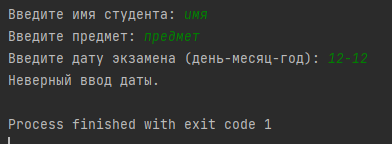 Введите имя студента: имя
Введите предмет: предмет
Введите дату экзамена (день-месяц-год): 12-12
Неверный ввод даты.
Process finished with exit code 1